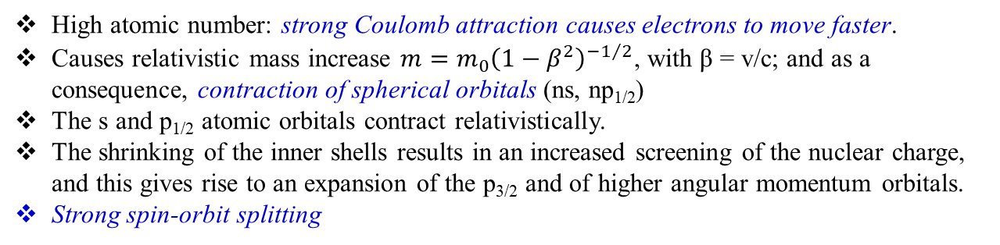 ❖ High atomic number: strong Coulomb attraction causes electrons to move faster.
❖ Causes relativistic mass increase 𝑚 = 𝑚₀(1 − 𝛽²)⁻¹/², with β = v/c; and as a
consequence, contraction of spherical orbitals (ns, np₁/₂)
❖ The s and p₁/₂ atomic orbitals contract relativistically.
❖ The shrinking of the inner shells results in an increased screening of the nuclear charge,
and this gives rise to an expansion of the p₃/₂ and of higher angular momentum orbitals.
❖ Strong spin-orbit splitting